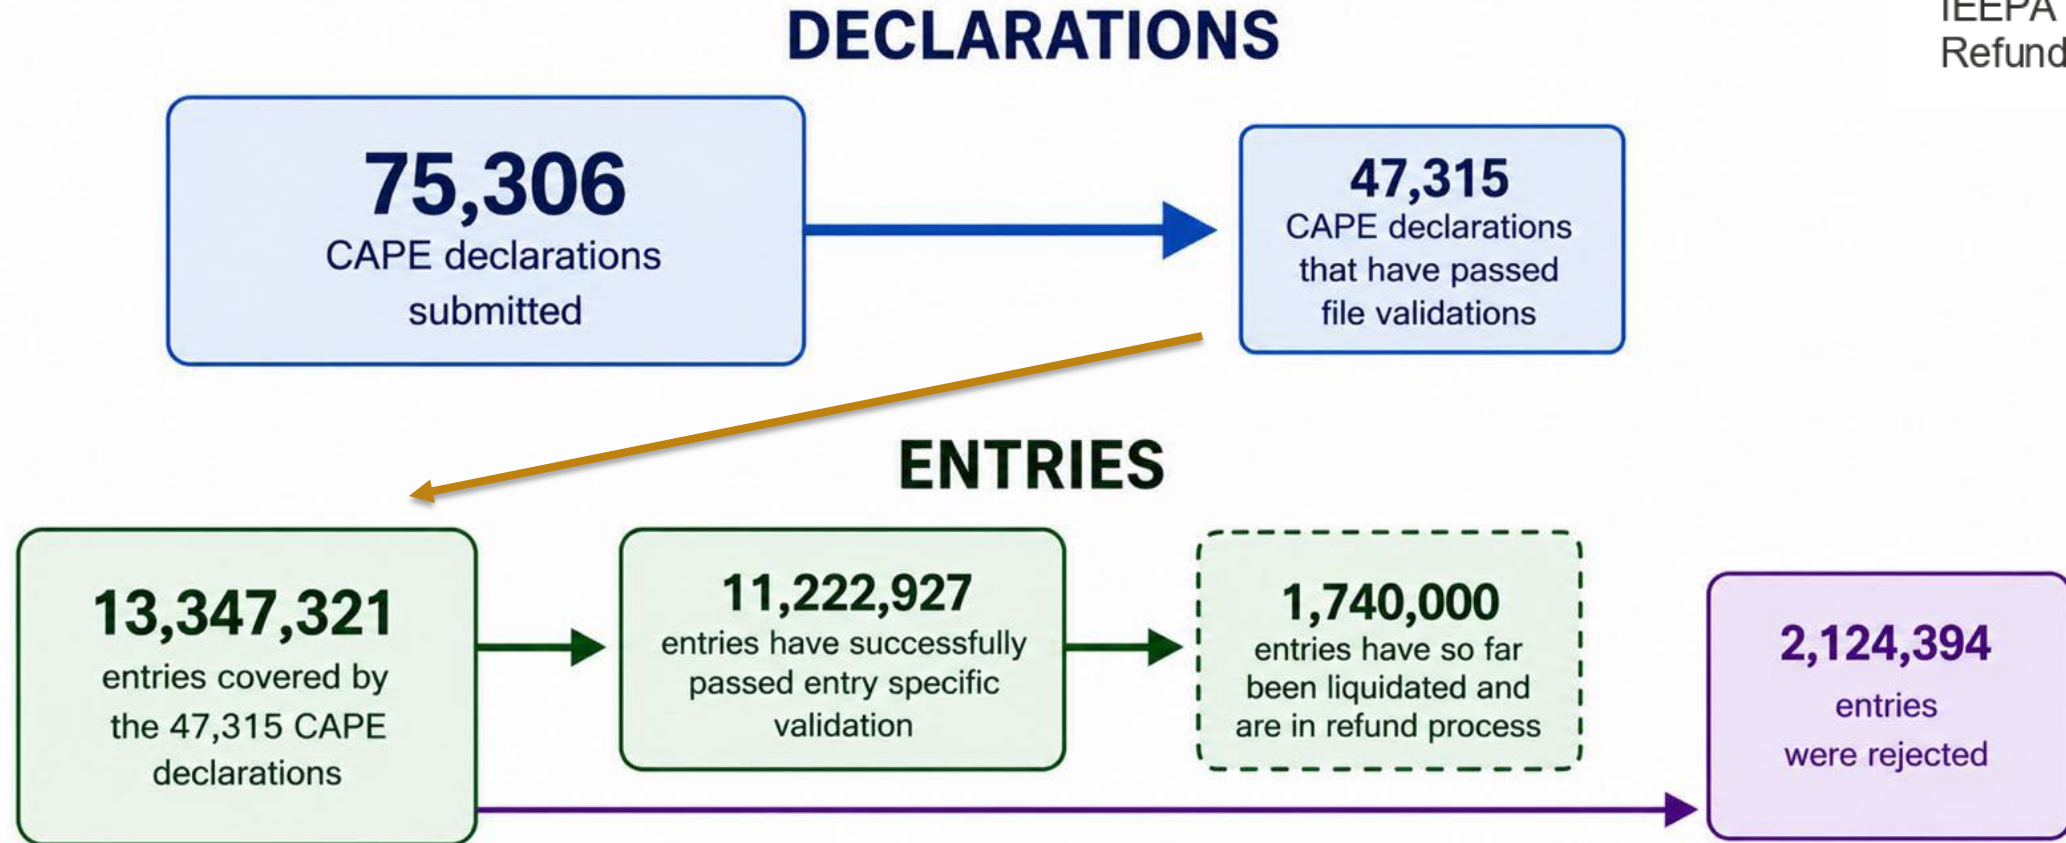 DECLARATIONS
IEEPA
Refund
75,306
CAPE declarations
submitted
47,315
CAPE declarations
that have passed
file validations
ENTRIES
13,347,321
entries covered by
the 47,315 CAPE
declarations
11,222,927
entries have successfully
passed entry specific
validation
1,740,000
entries have so far
been liquidated and
are in refund process
2,124,394
entries
were rejected